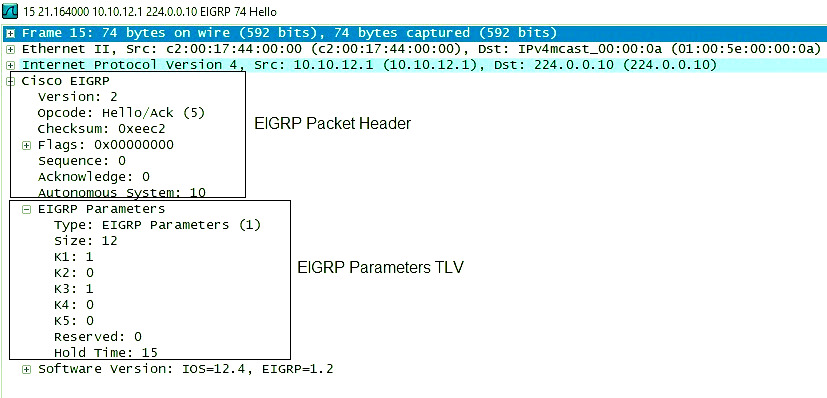 15 21.164000 10.10.12.1 224.0.0.10 EIGRP 74 Hello
Frame 15: 74 bytes on wire (592 bits), 74 bytes captured (592 bits)
Ethernet II, Src: c2:00:17:44:00:00 (c2:00:17:44:00:00), Dst: IPv4mcast_00:00:0a (01:00:5e:00:00:0a)
Internet Protocol Version 4, Src: 10.10.12.1 (10.10.12.1), Dst: 224.0.0.10 (224.0.0.10)
Cisco EIGRP
Version: 2
Opcode: Hello/Ack (5)
Checksum: 0xeec2
Flags: 0x00000000
Sequence: 0
Acknowledge: 0
Autonomous System: 10
EIGRP Packet Header
EIGRP Parameters
Type: EIGRP Parameters (1)
Size: 12
K1: 1
K2: 0
K3: 1
K4: 0
K5: 0
Reserved: 0
Hold Time: 15
EIGRP Parameters TLV
Software Version: IOS=12.4, EIGRP=1.2